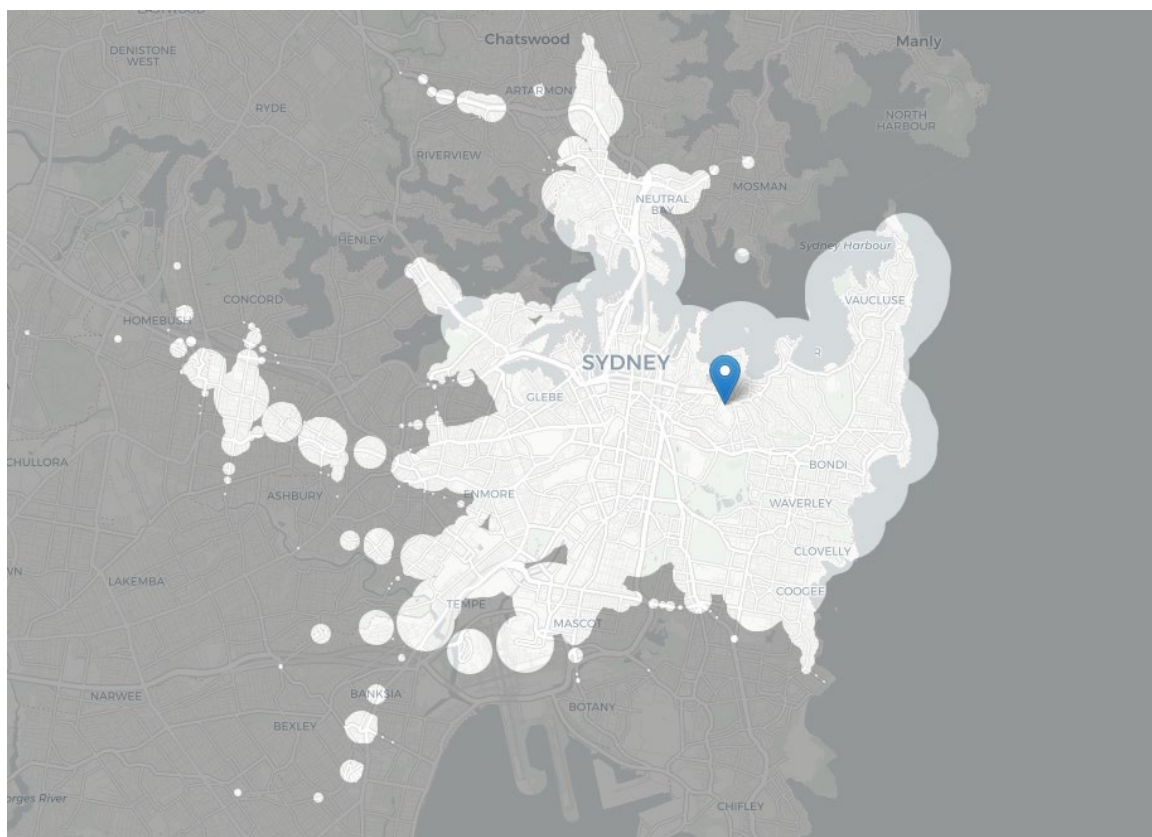 Chatswood
Manly
DENISTONE
WEST
ARTARMON
RYDE
NORTH
HARBOUR
RIVERVIEW
MOSMAN
NEUTRAL
BAY
HENLEY
Sydney Harbour
CONCORD
VAUCLUSE
HOMEBUSH
SYDNEY
GLEBE
CHULLORA
BONDI
ASHBURY
ENMORE
WAVERLEY
CLOVELLY
WN
LAKEMBA
COOGEE
TEMPE
MASCOT
NARWEE
BANKSIA
BOTANY
BEXLEY
orges River
CHIFLEY